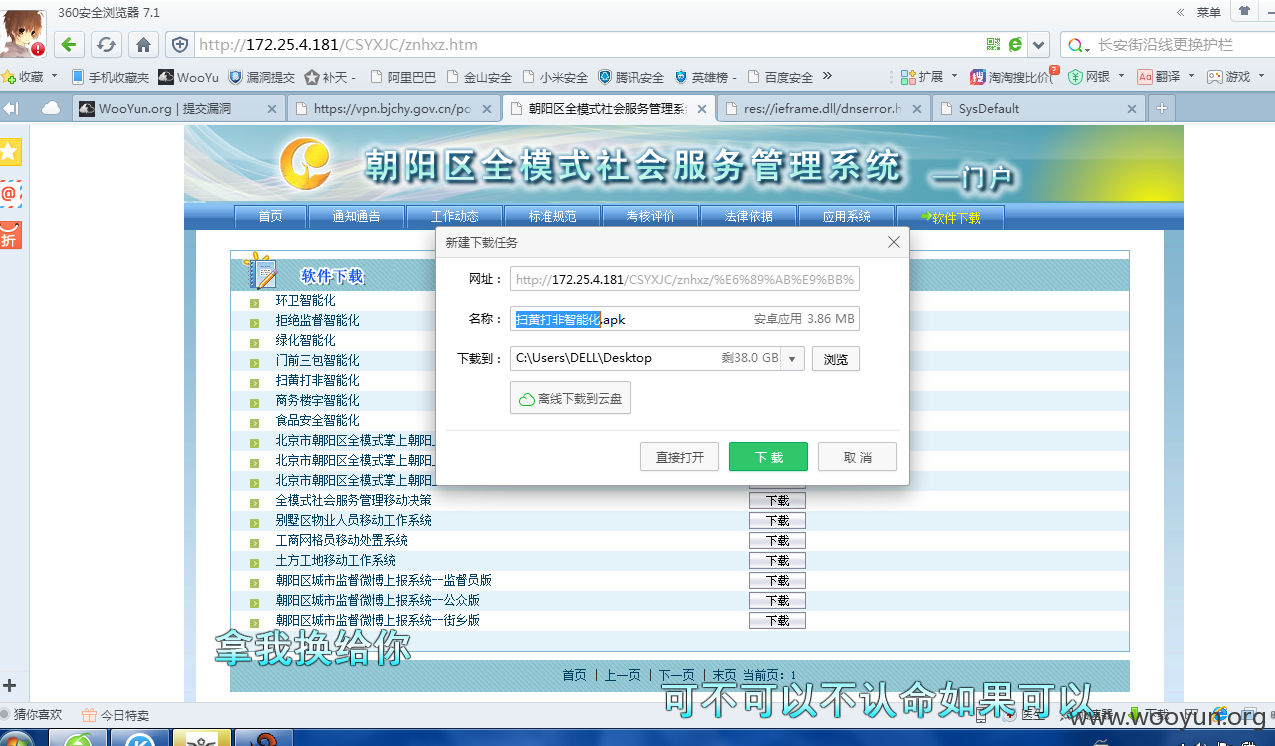 360安全浏览器 7.1
菜单
http://172.25.4.181/CSYXJC/znhxz.htm
长安街沿线更换护栏
收藏 手机收藏夹 WooYu 漏洞提交 补天 - 阿里巴巴 金山安全 小米安全 腾讯安全 英雄榜 - 百度安全 » 扩展 淘淘搜比价 9 网银 翻译 游戏
WooYun.org | 提交漏洞
https://vpn.bjchy.gov.cn/po
朝阳区全模式社会服务管理系
res://ieframe.dll/dnserror.h
SysDefault
朝阳区全模式社会服务管理系统 —门户
首页 通知通告 工作动态 标准规范 考核评价 法律依据 应用系统 软件下载
折
软件下载
新建下载任务
网址： http://172.25.4.181/CSYXJC/znhxz/%E6%89%AB%E9%BB%
名称： 扫黄打非智能化.apk 安卓应用 3.86 MB
下载到： C:\Users\DELL\Desktop 剩38.0 GB 浏览
离线下载到云盘
直接打开 下载 取消
环卫智能化
拒绝监督智能化
绿化智能化
门前三包智能化
扫黄打非智能化
商务楼宇智能化
食品安全智能化
北京市朝阳区全模式掌上朝阳
北京市朝阳区全模式掌上朝阳
北京市朝阳区全模式掌上朝阳
全模式社会服务管理移动决策 下载
别墅区物业人员移动工作系统 下载
工商网格员移动处置系统 下载
土方工地移动工作系统 下载
朝阳区城市监督微博上报系统--监督员版 下载
朝阳区城市监督微博上报系统--公众版 下载
朝阳区城市监督微博上报系统--街乡版 下载
拿我换给你
首页 | 上一页 | 下一页 | 末页 当前页：1
可不可以不认命如果可以
猜你喜欢 今日特卖
下载
www.wooyun.org